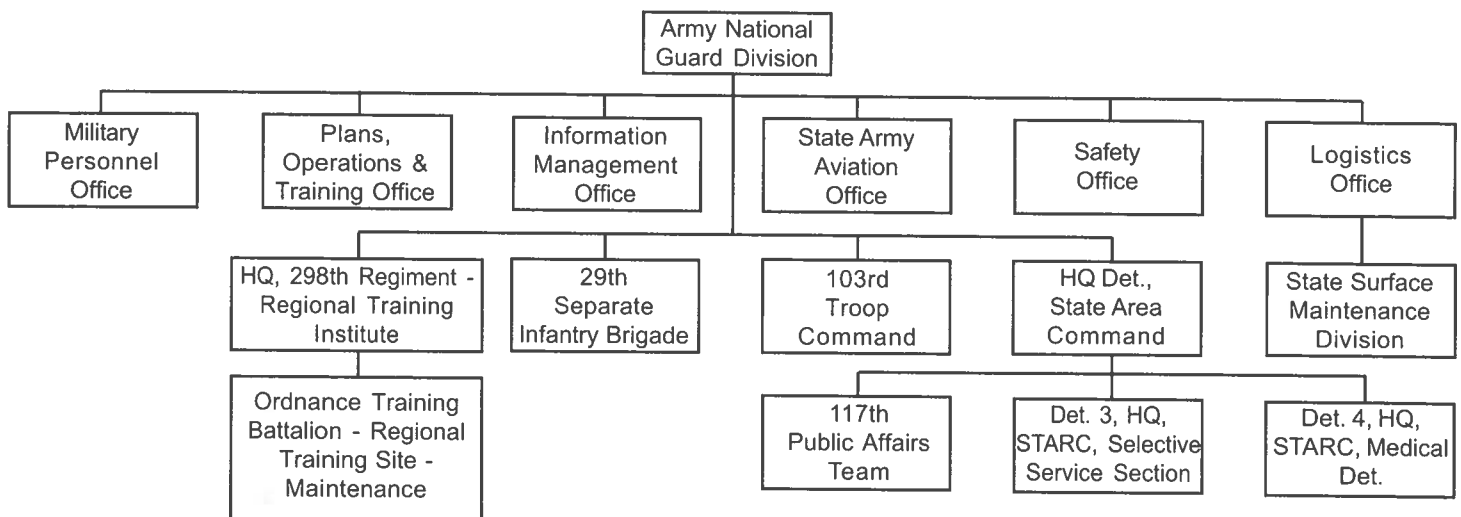 Army National
Guard Division
Military
Personnel
Office
Plans,
Operations &
Training Office
Information
Management
Office
State Army
Aviation
Office
Safety
Office
Logistics
Office
HQ, 298th Regiment -
Regional Training
Institute
29th
Separate
Infantry Brigade
103rd
Troop
Command
HQ Det.,
State Area
Command
State Surface
Maintenance
Division
Ordnance Training
Battalion - Regional
Training Site -
Maintenance
117th
Public Affairs
Team
Det. 3, HQ,
STARC, Selective
Service Section
Det. 4, HQ,
STARC, Medical
Det.